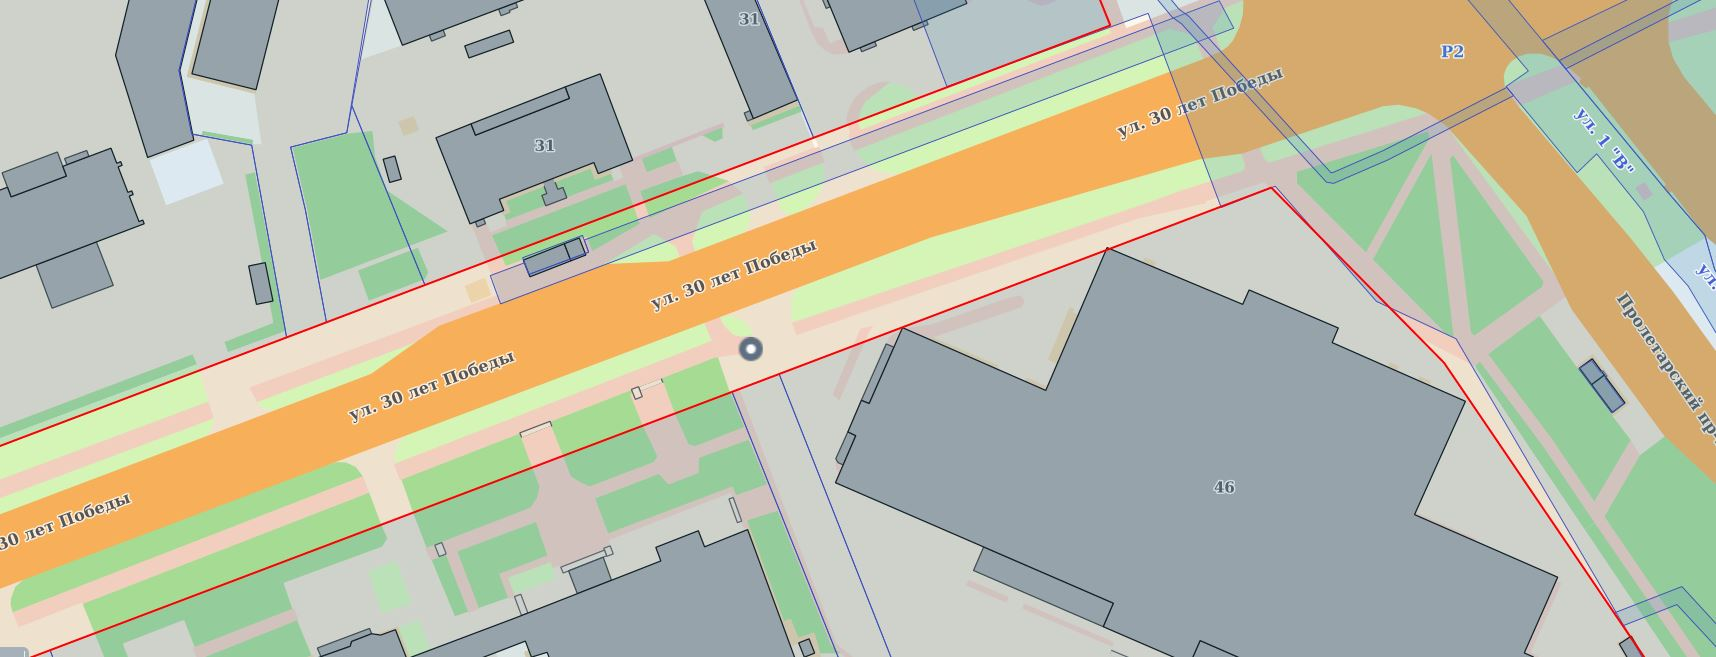 31
P2
ул. 30 лет Победы
ул. 1 "В"
31
ул. 30 лет Победы
ул.
Пролетарский пр-
ул. 30 лет Победы
46
30 лет Победы